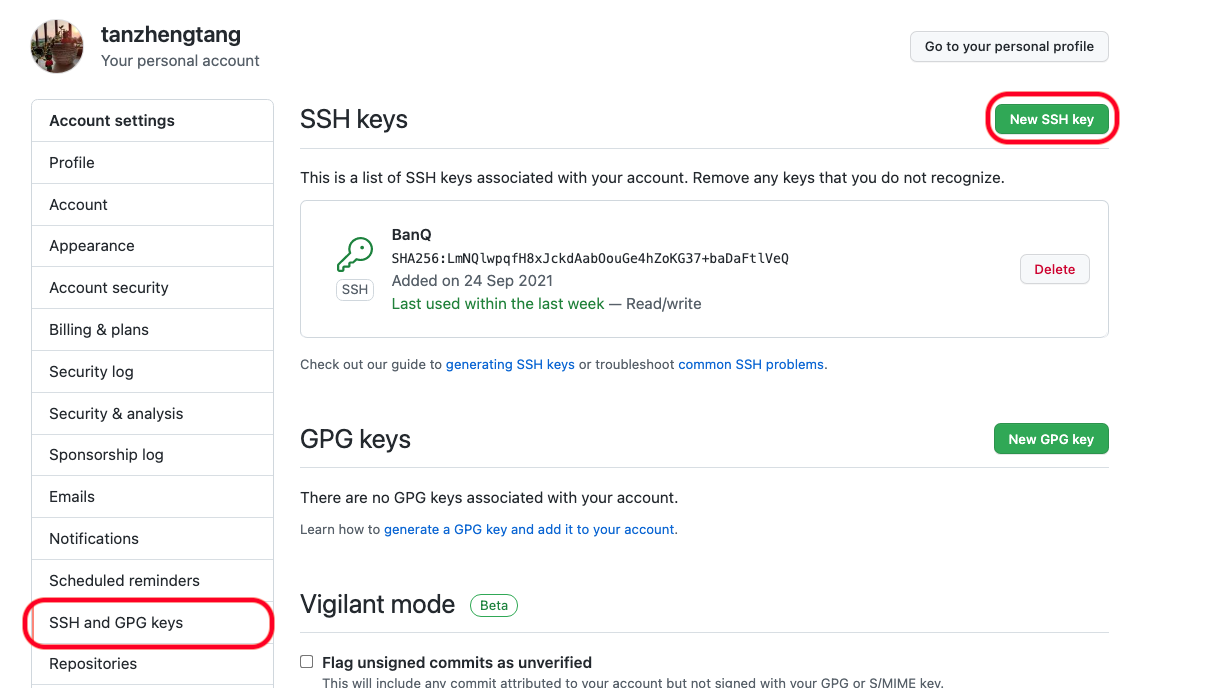 tanzhengtang
Your personal account
Go to your personal profile
Account settings
Profile
Account
Appearance
Account security
Billing & plans
Security log
Security & analysis
Sponsorship log
Emails
Notifications
Scheduled reminders
SSH and GPG keys
Repositories
SSH keys
New SSH key
This is a list of SSH keys associated with your account. Remove any keys that you do not recognize.
BanQ
SHA256:LmNQlwpqfH8xJckdAabOouGe4hZoKG37+baDaFtlVeQ
SSH
Added on 24 Sep 2021
Last used within the last week — Read/write
Delete
Check out our guide to generating SSH keys or troubleshoot common SSH problems.
GPG keys
New GPG key
There are no GPG keys associated with your account.
Learn how to generate a GPG key and add it to your account.
Vigilant mode Beta
Flag unsigned commits as unverified
This will include any commit attributed to your account but not signed with your GPG or S/MIME key.